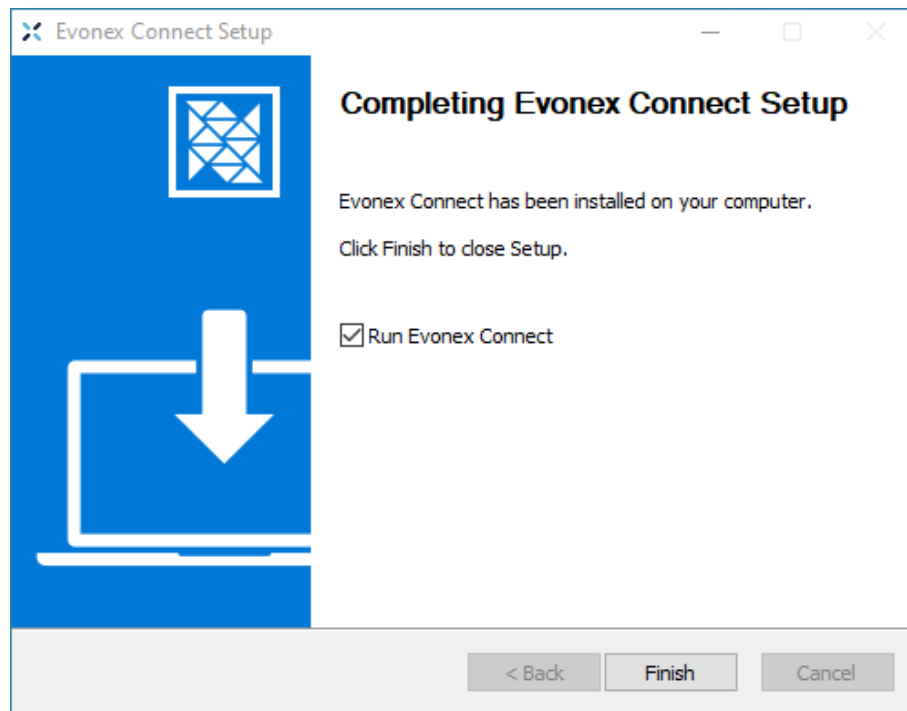 Evonex Connect Setup
Completing Evonex Connect Setup
Evonex Connect has been installed on your computer.
Click Finish to close Setup.
Run Evonex Connect
< Back
Finish
Cancel